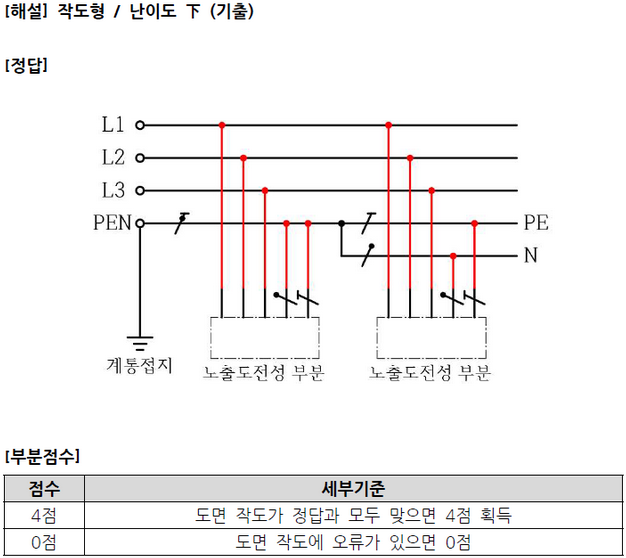 [해설] 작도형 / 난이도 下 (기출)
[정답]
L1
L2
L3
PEN
PE
N
계통접지
노출도전성 부분
노출도전성 부분
[부분점수]
점수 세부기준
4점 도면 작도가 정답과 모두 맞으면 4점 획득
0점 도면 작도에 오류가 있으면 0점